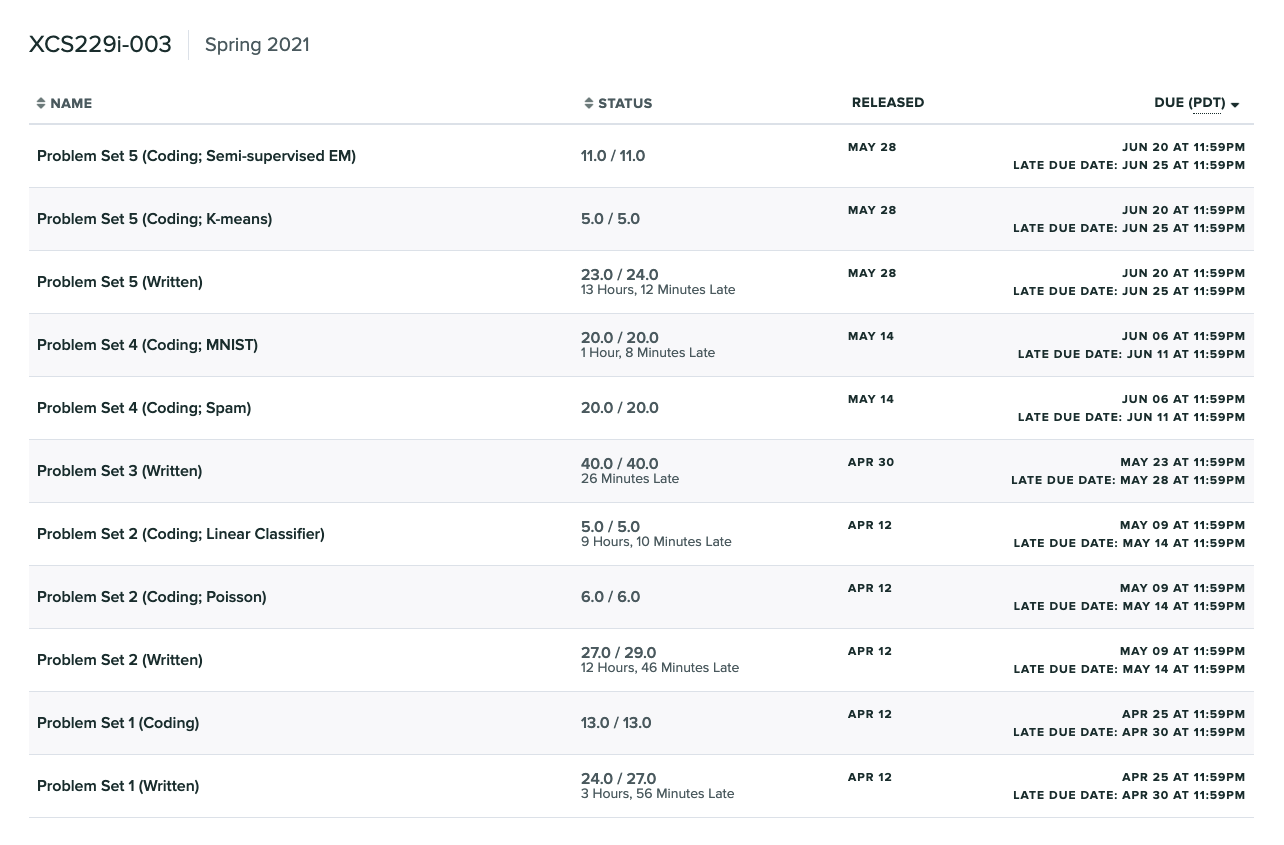 XCS229i-003 Spring 2021
NAME STATUS RELEASED DUE (PDT)
Problem Set 5 (Coding; Semi-supervised EM) 11.0 / 11.0 MAY 28 JUN 20 AT 11:59PM
LATE DUE DATE: JUN 25 AT 11:59PM
Problem Set 5 (Coding; K-means) 5.0 / 5.0 MAY 28 JUN 20 AT 11:59PM
LATE DUE DATE: JUN 25 AT 11:59PM
Problem Set 5 (Written) 23.0 / 24.0 MAY 28 JUN 20 AT 11:59PM
13 Hours, 12 Minutes Late LATE DUE DATE: JUN 25 AT 11:59PM
Problem Set 4 (Coding; MNIST) 20.0 / 20.0 MAY 14 JUN 06 AT 11:59PM
1 Hour, 8 Minutes Late LATE DUE DATE: JUN 11 AT 11:59PM
Problem Set 4 (Coding; Spam) 20.0 / 20.0 MAY 14 JUN 06 AT 11:59PM
LATE DUE DATE: JUN 11 AT 11:59PM
Problem Set 3 (Written) 40.0 / 40.0 APR 30 MAY 23 AT 11:59PM
26 Minutes Late LATE DUE DATE: MAY 28 AT 11:59PM
Problem Set 2 (Coding; Linear Classifier) 5.0 / 5.0 APR 12 MAY 09 AT 11:59PM
9 Hours, 10 Minutes Late LATE DUE DATE: MAY 14 AT 11:59PM
Problem Set 2 (Coding; Poisson) 6.0 / 6.0 APR 12 MAY 09 AT 11:59PM
LATE DUE DATE: MAY 14 AT 11:59PM
Problem Set 2 (Written) 27.0 / 29.0 APR 12 MAY 09 AT 11:59PM
12 Hours, 46 Minutes Late LATE DUE DATE: MAY 14 AT 11:59PM
Problem Set 1 (Coding) 13.0 / 13.0 APR 12 APR 25 AT 11:59PM
LATE DUE DATE: APR 30 AT 11:59PM
Problem Set 1 (Written) 24.0 / 27.0 APR 12 APR 25 AT 11:59PM
3 Hours, 56 Minutes Late LATE DUE DATE: APR 30 AT 11:59PM